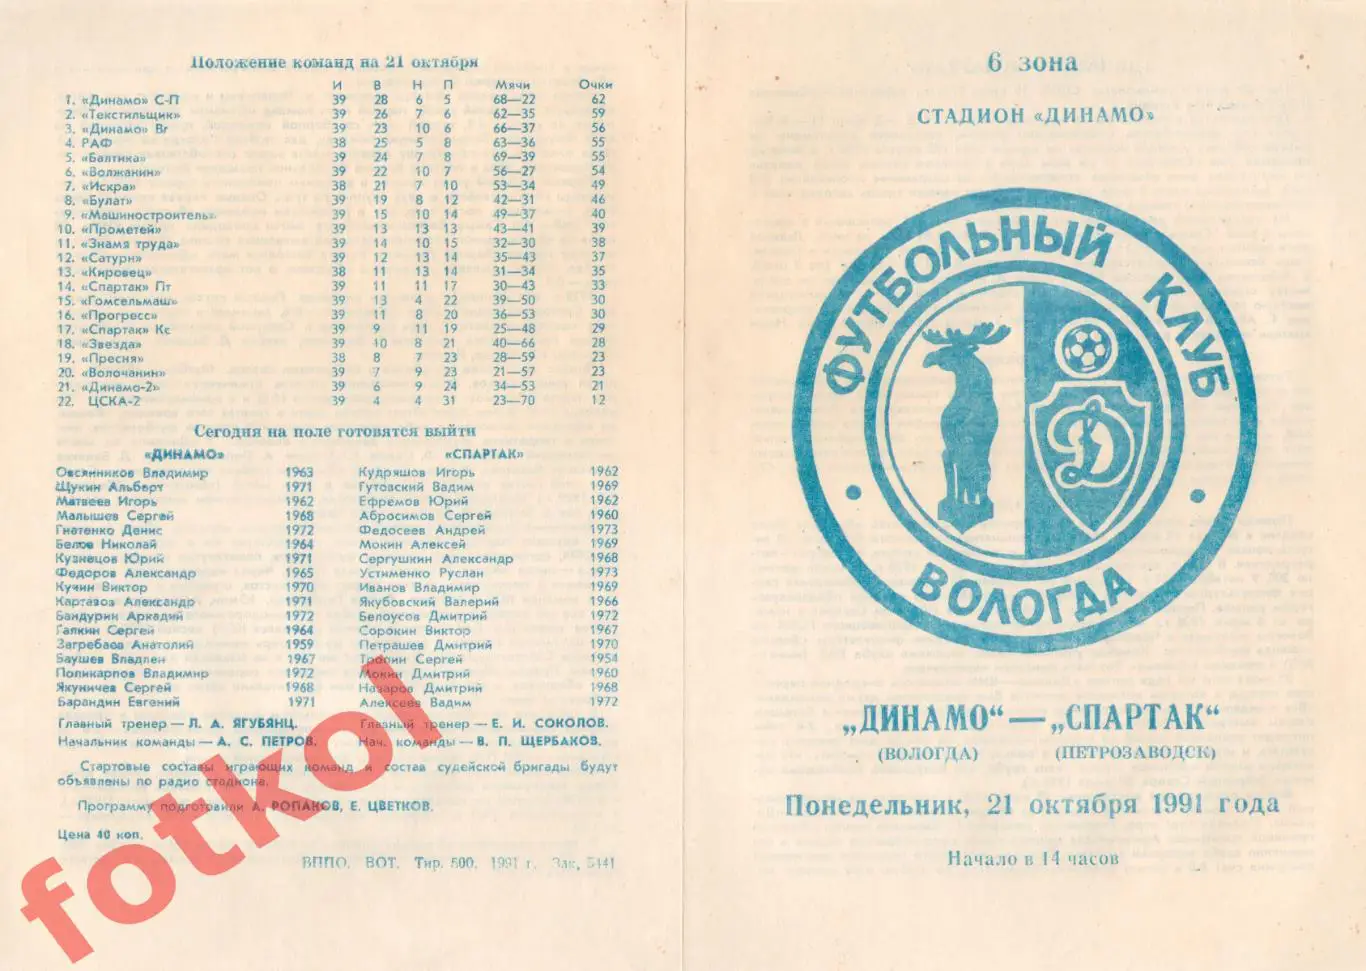 Положение команд на 21 октября
И В Н П Мячи Очки
1. «Динамо» С-П 39 28 6 5 68—22 62
2. «Текстильщик» 39 26 7 6 62—35 59
3. «Динамо» Вг 39 23 10 6 66—37 56
4. РАФ 38 25 5 8 63—36 55
5. «Балтика» 39 24 7 8 69—39 55
6. «Волжанин» 39 22 10 7 56—27 54
7. «Искра» 38 21 7 10 53—34 49
8. «Булат» 39 19 8 12 42—31 46
9. «Машиностроитель» 39 15 10 14 49—37 40
10. «Прометей» 39 13 13 13 43—41 39
11. «Знамя труда» 39 14 10 15 32—30 38
12. «Сатурн» 39 12 13 14 35—43 37
13. «Кировец» 38 11 13 14 31—34 35
14. «Спартак» Пт 39 11 11 17 30—43 33
15. «Гомсельмаш» 39 13 4 22 39—50 30
16. «Прогресс» 39 11 8 20 36—53 30
17. «Спартак» Кс 39 9 11 19 25—48 29
18. «Звезда» 39 10 8 21 40—66 28
19. «Пресня» 38 8 7 23 28—59 23
20. «Волочанин» 39 7 9 23 21—57 23
21. «Динамо-2» 39 6 9 24 34—53 21
22. ЦСКА-2 39 4 4 31 23—70 12
Сегодня на поле готовятся выйти
«ДИНАМО» «СПАРТАК»
Овсянников Владимир 1963 Кудряшов Игорь 1962
Щукин Альберт 1971 Гутовский Вадим 1969
Матвеев Игорь 1962 Ефремов Юрий 1962
Малышев Сергей 1968 Абросимов Сергей 1960
Гнатенко Денис 1972 Федосеев Андрей 1973
Белов Николай 1964 Мокин Алексей 1969
Кузнецов Юрий 1971 Сергушкин Александр 1968
Федоров Александр 1965 Устименко Руслан 1973
Кучин Виктор 1970 Иванов Владимир 1969
Картазов Александр 1971 Якубовский Валерий 1966
Бандурин Аркадий 1972 Белоусов Дмитрий 1972
Галкин Сергей 1964 Сорокин Виктор 1967
Загребаев Анатолий 1959 Петрашев Дмитрий 1970
Баушев Владлен 1967 Тропин Сергей 1954
Поликарпов Владимир 1972 Мокин Дмитрий 1960
Якуничев Сергей 1968 Назаров Дмитрий 1968
Барандин Евгений 1971 Алексеев Вадим 1972
Главный тренер — Л. А. ЯГУБЯНЦ. Главный тренер — Е. И. СОКОЛОВ.
Начальник команды — А. С. ПЕТРОВ. Нач. команды — В. П. ЩЕРБАКОВ.
Стартовые составы играющих команд и состав судейской бригады будут
объявлены по радио стадиона.
Программу подготовили А. РОПАКОВ, Е. ЦВЕТКОВ.
Цена 40 коп.
ВППО. ВОТ. Тир. 500. 1991 г. Зак, 5441
fotkol
6 зона
СТАДИОН «ДИНАМО»
ФУТБОЛЬНЫЙ КЛУБ
Д
• ВОЛОГДА •
„ДИНАМО“ — „СПАРТАК“
(ВОЛОГДА) (ПЕТРОЗАВОДСК)
Понедельник, 21 октября 1991 года
Начало в 14 часов